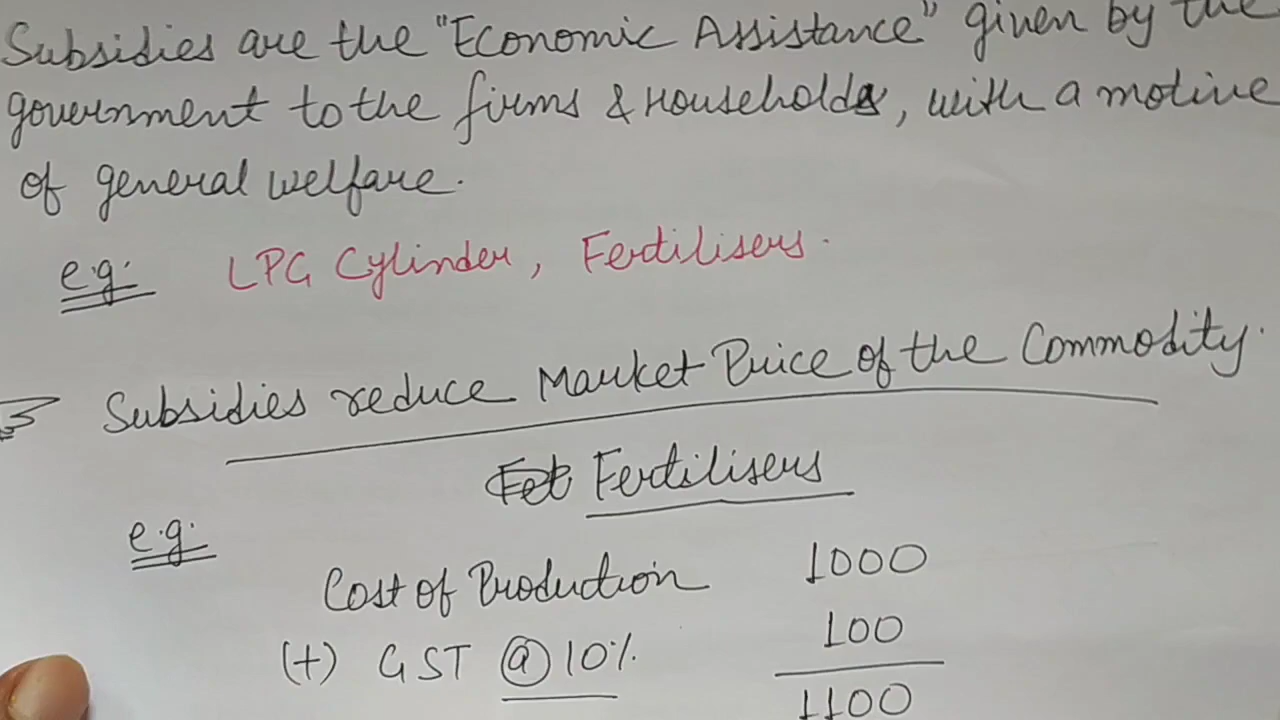 Subsidies are the "Economic Assistance" given by the
government to the firms & Households, with a motive
of general welfare.
e.g: LPG Cylinder, Fertilisers.
Subsidies reduce Market Price of the Commodity.
Fet Fertilisers
e.g.
Cost of Production 1000
(+) GST @ 10% 100
1100